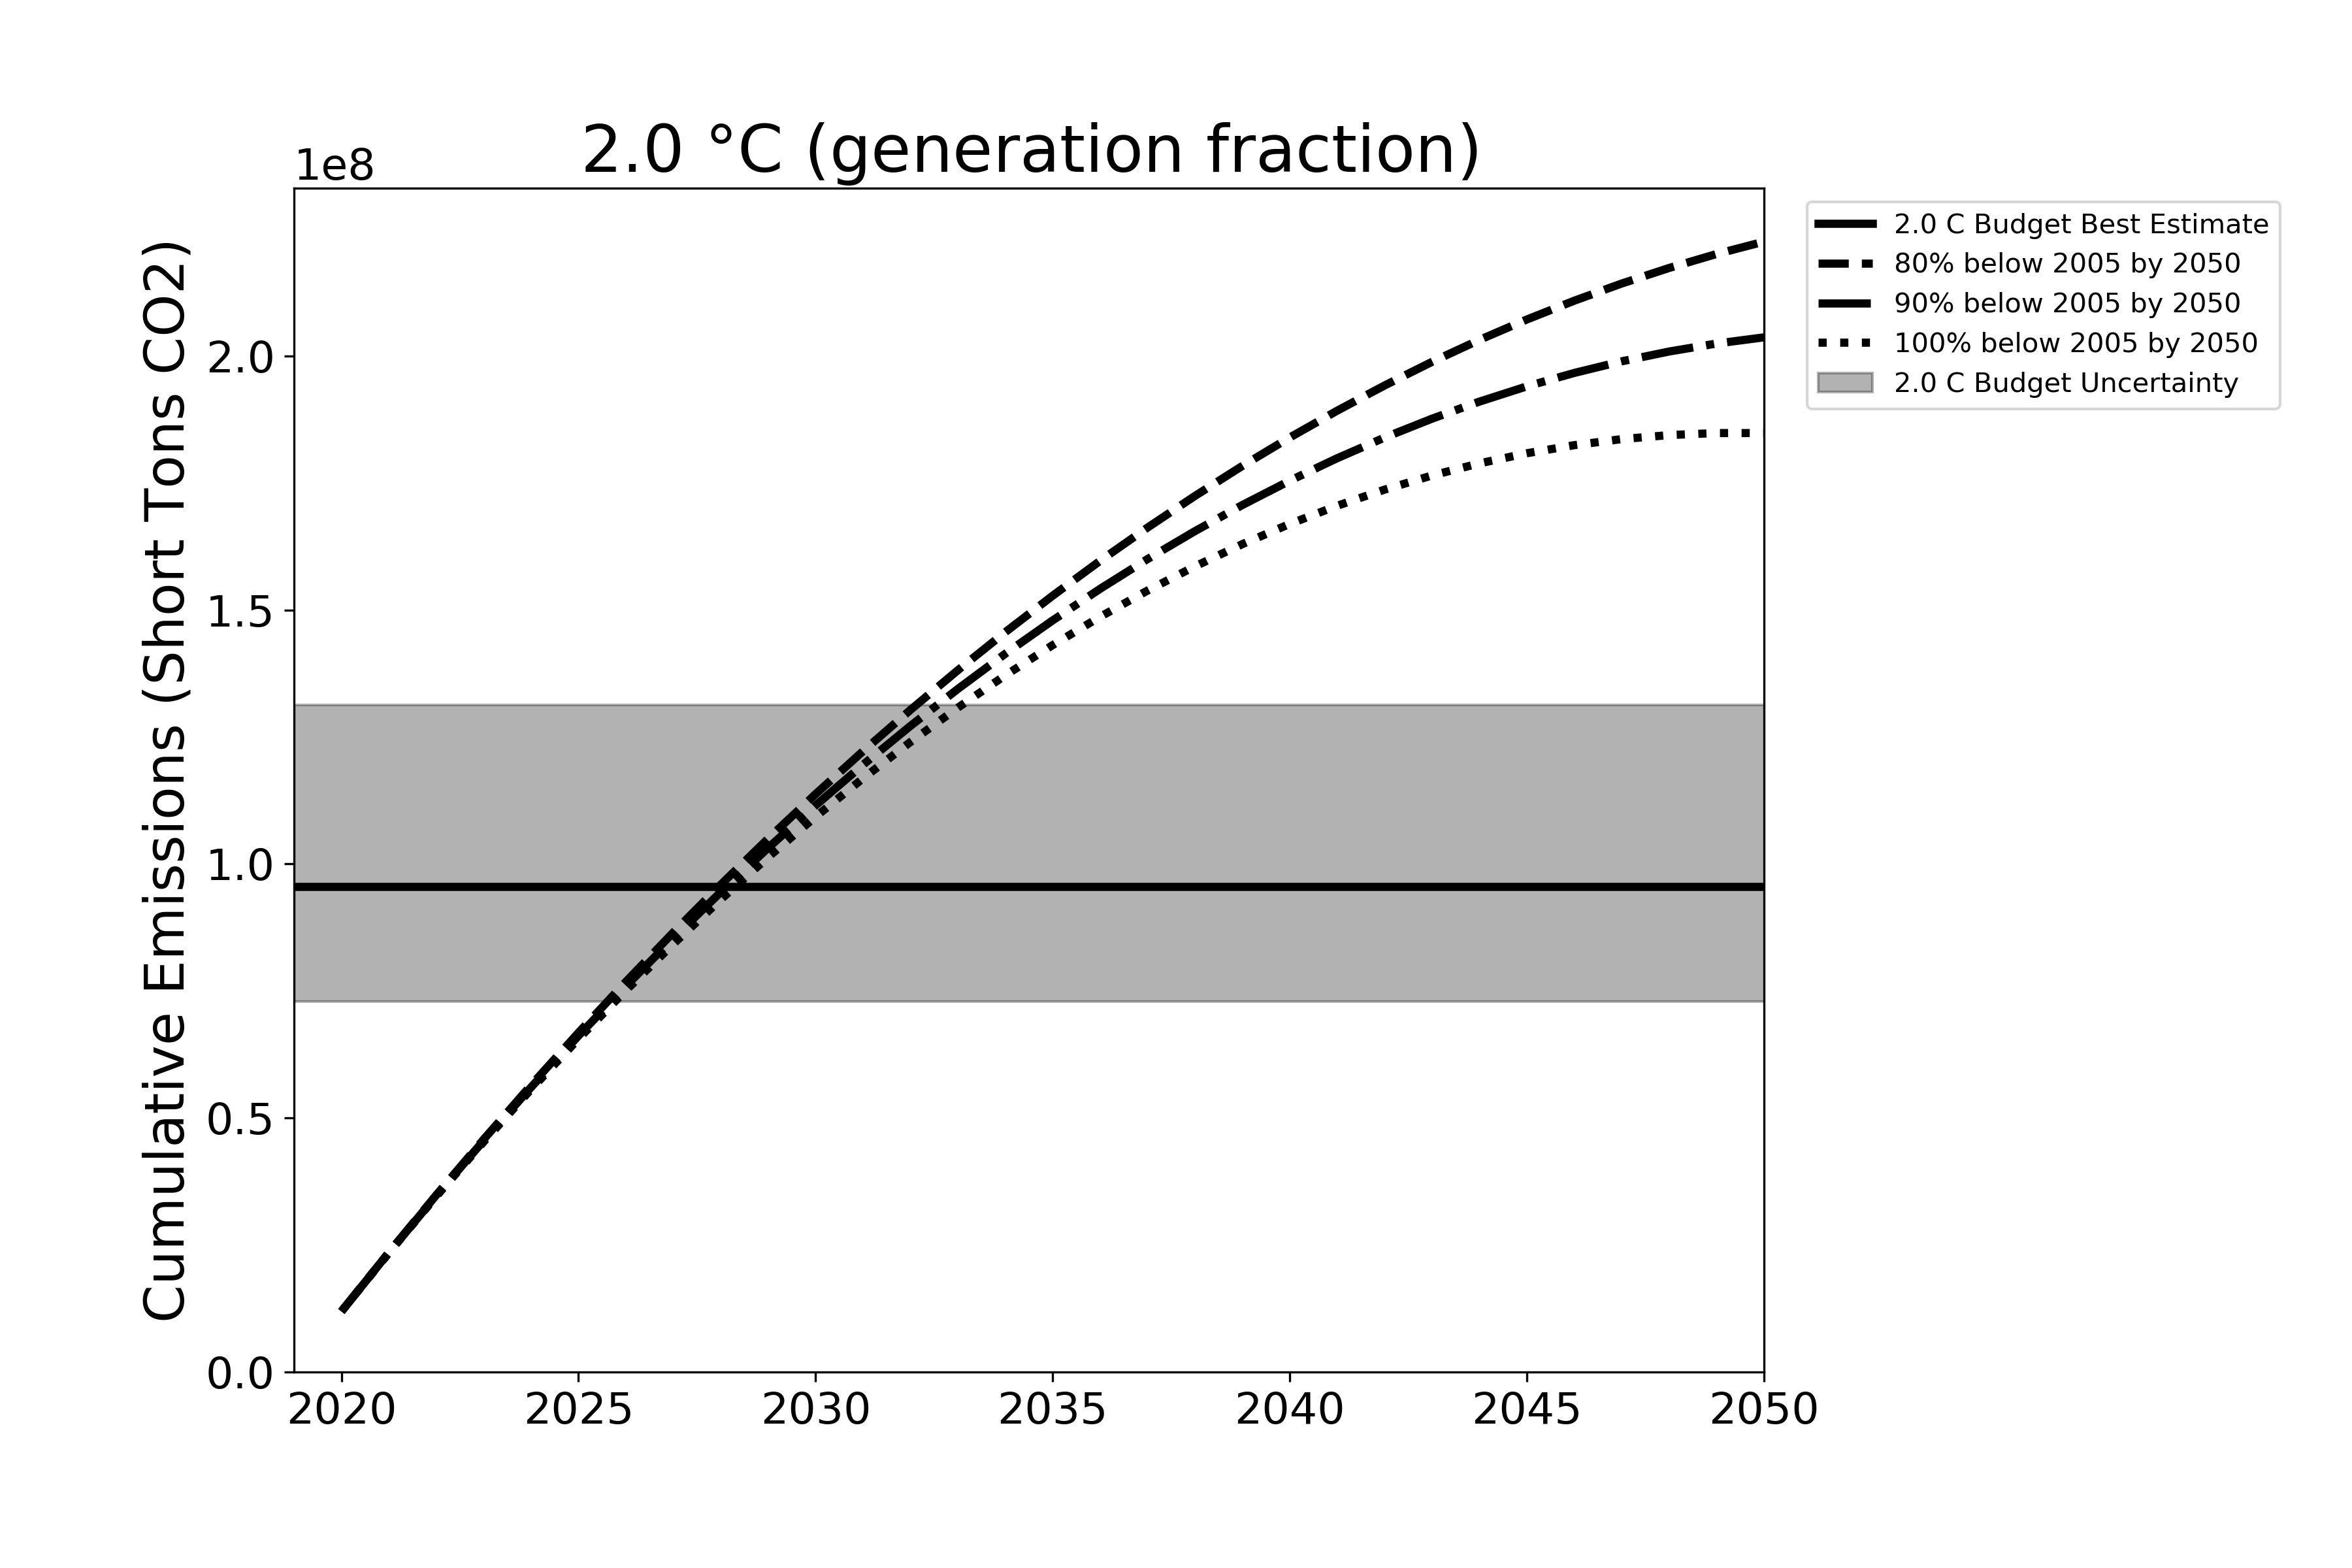 2.0 °C (generation fraction)
1e8
Cumulative Emissions (Short Tons CO2)
2.0
1.5
1.0
0.5
0.0
2020 2025 2030 2035 2040 2045 2050
2.0 C Budget Best Estimate
80% below 2005 by 2050
90% below 2005 by 2050
100% below 2005 by 2050
2.0 C Budget Uncertainty